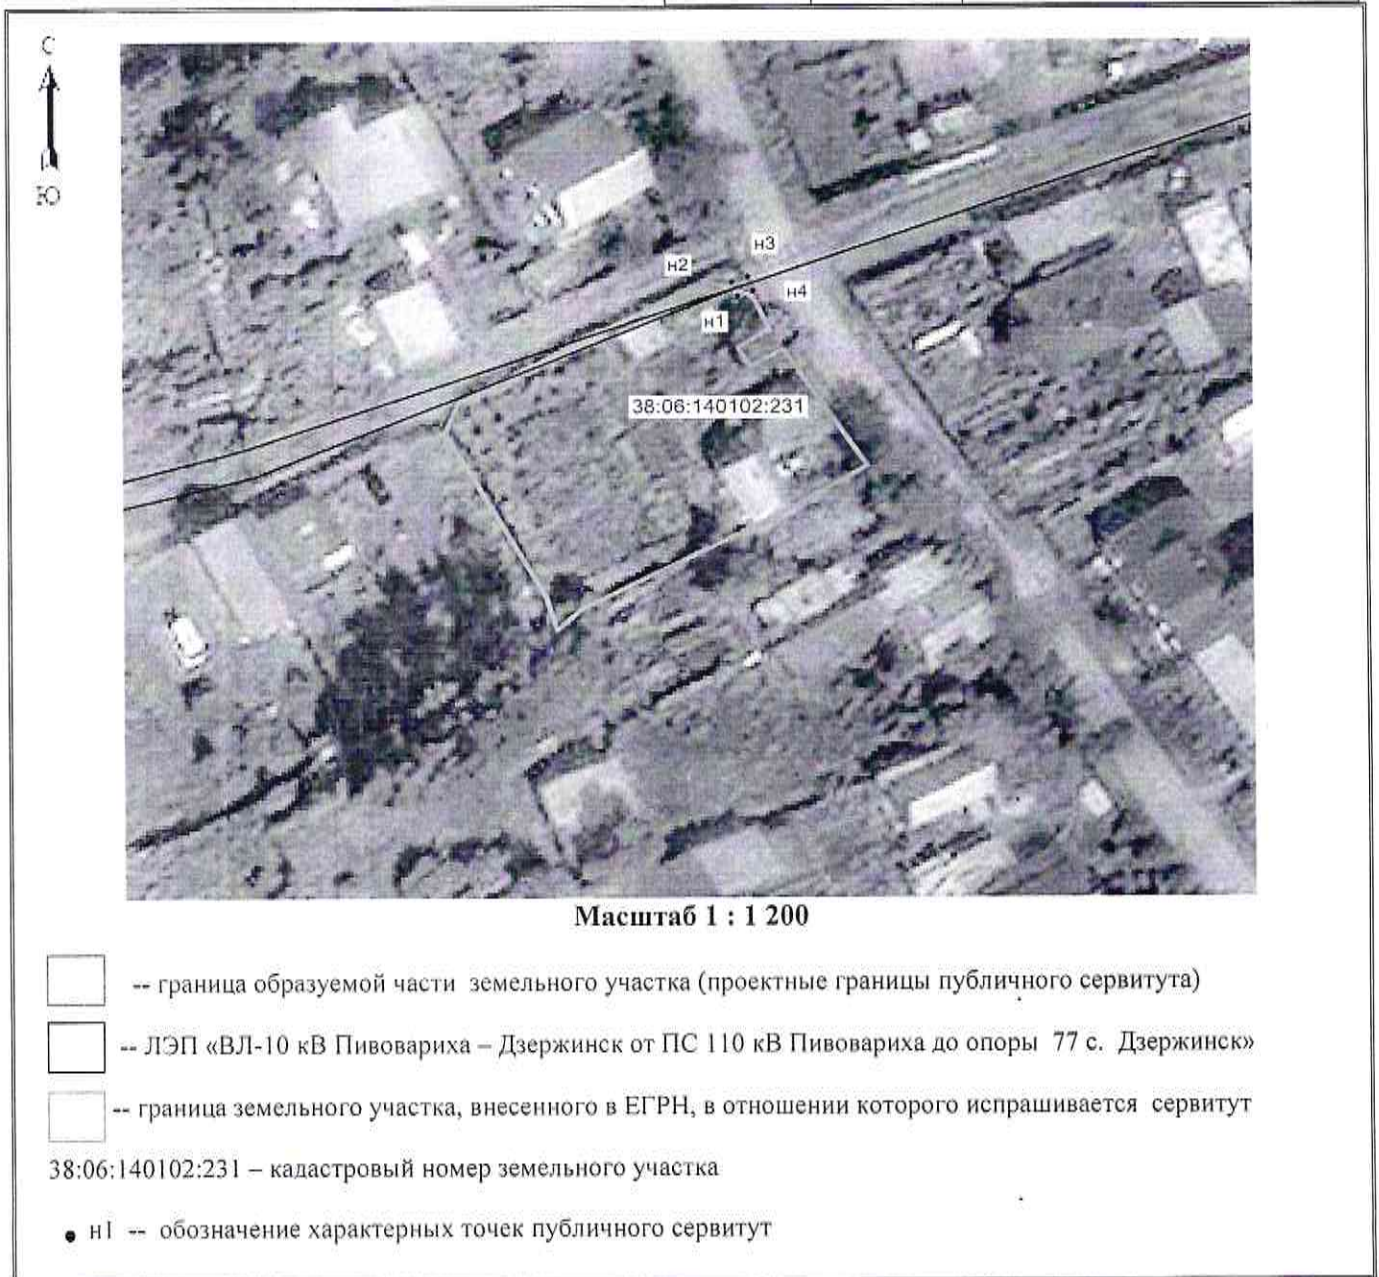 С
Ю
н3
н2
н4
н1
38:06:140102:231
Масштаб 1 : 1 200
-- граница образуемой части земельного участка (проектные границы публичного сервитута)
-- ЛЭП «ВЛ-10 кВ Пивовариха – Дзержинск от ПС 110 кВ Пивовариха до опоры 77 с. Дзержинск»
-- граница земельного участка, внесенного в ЕГРН, в отношении которого испрашивается сервитут
38:06:140102:231 – кадастровый номер земельного участка
• н1 -- обозначение характерных точек публичного сервитут